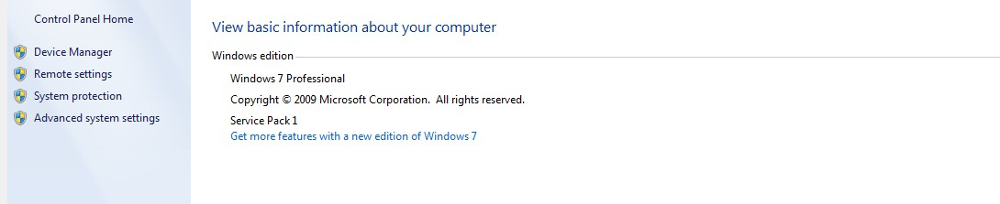 Control Panel Home
Device Manager
Remote settings
System protection
Advanced system settings
View basic information about your computer
Windows edition
Windows 7 Professional
Copyright © 2009 Microsoft Corporation.  All rights reserved.
Service Pack 1
Get more features with a new edition of Windows 7